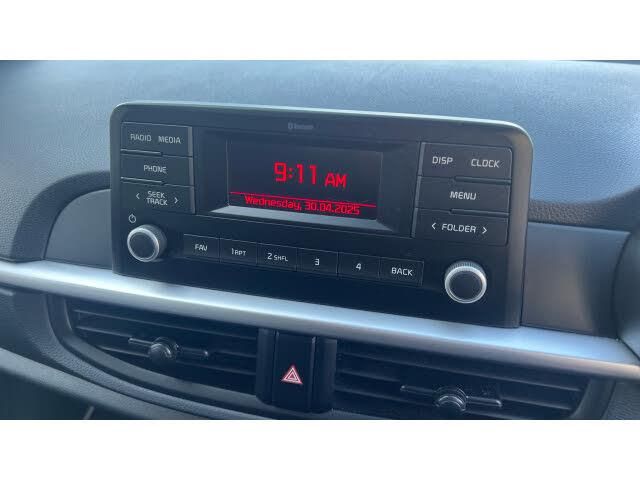 Bluetooth
RADIO MEDIA
PHONE
< SEEK >
TRACK
9:11 AM
Wednesday, 30.04.2025
DISP CLOCK
MENU
< FOLDER >
FAV 1 RPT 2 SHFL 3 4 BACK